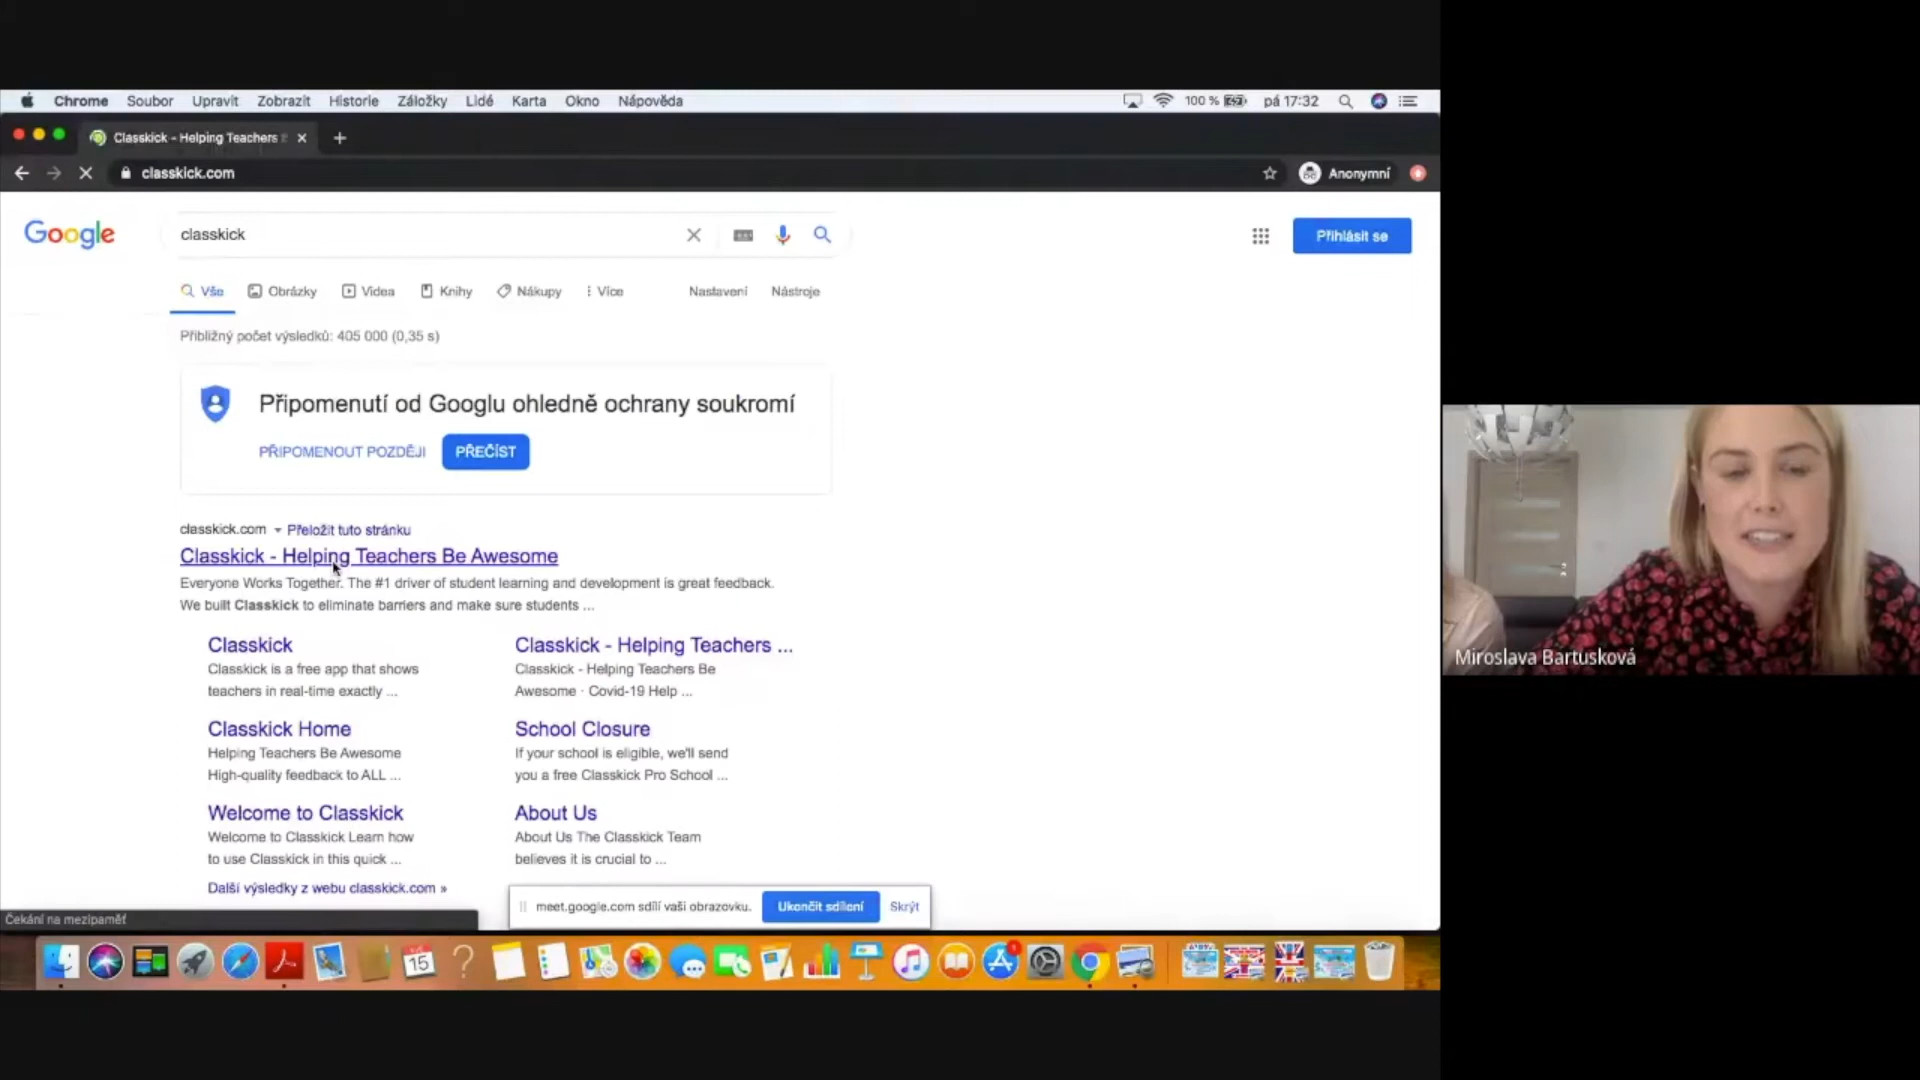 Chrome Soubor Upravit Zobrazit Historie Záložky Lidé Karta Okno Nápověda 100 % pá 17:32
Classkick - Helping Teachers
classkick.com Anonymní
Google classkick Přihlásit se
Vše Obrázky Videa Knihy Nákupy Více Nastavení Nástroje
Přibližný počet výsledků: 405 000 (0,35 s)
Připomenutí od Googlu ohledně ochrany soukromí
PŘIPOMENOUT POZDĚJI PŘEČÍST
classkick.com Přeložit tuto stránku
Classkick - Helping Teachers Be Awesome
Everyone Works Together. The #1 driver of student learning and development is great feedback.
We built Classkick to eliminate barriers and make sure students ...
Classkick
Classkick is a free app that shows
teachers in real-time exactly ...
Classkick - Helping Teachers ...
Classkick - Helping Teachers Be
Awesome · Covid-19 Help ...
Classkick Home
Helping Teachers Be Awesome
High-quality feedback to ALL ...
School Closure
If your school is eligible, we'll send
you a free Classkick Pro School ...
Welcome to Classkick
Welcome to Classkick Learn how
to use Classkick in this quick ...
About Us
About Us The Classkick Team
believes it is crucial to ...
Další výsledky z webu classkick.com »
meet.google.com sdílí vaši obrazovku. Ukončit sdílení Skrýt
Čekání na mezipaměť
15
Miroslava Bartusková